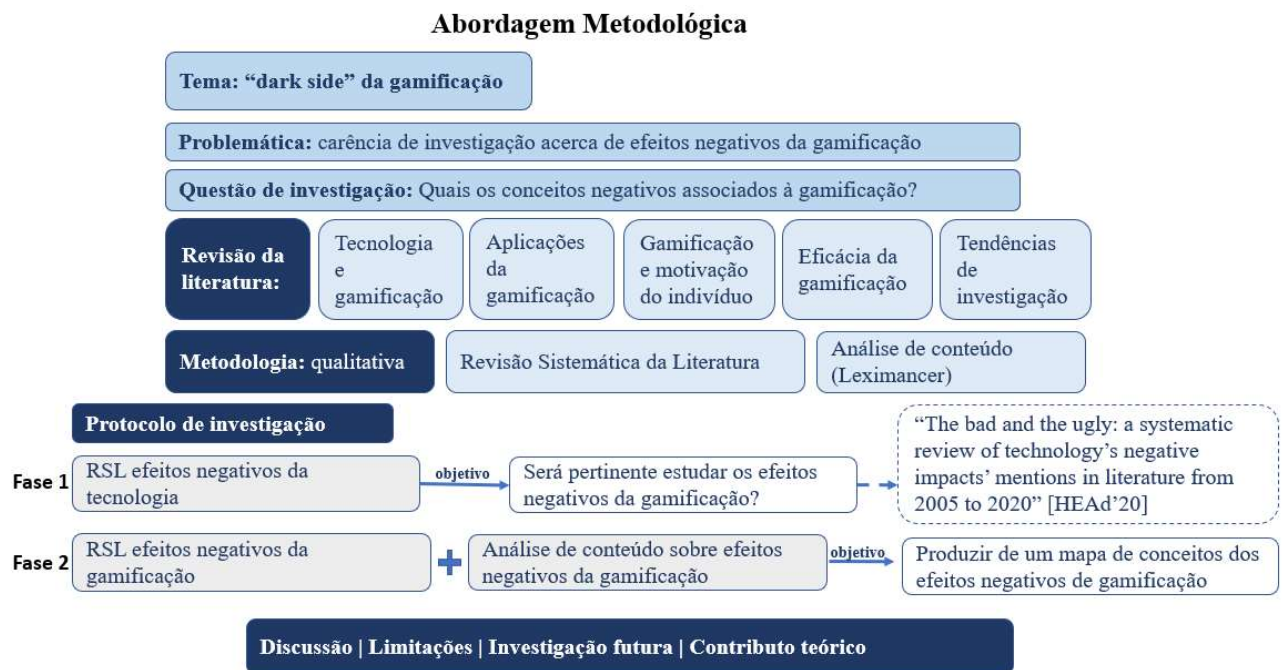 Abordagem Metodológica
Tema: “dark side” da gamificação
Problemática: carência de investigação acerca de efeitos negativos da gamificação
Questão de investigação: Quais os conceitos negativos associados à gamificação?
Revisão da
literatura:
Tecnologia
e
gamificação
Aplicações
da
gamificação
Gamificação
e motivação
do indivíduo
Eficácia da
gamificação
Tendências
de
investigação
Metodologia: qualitativa
Revisão Sistemática da Literatura
Análise de conteúdo
(Leximancer)
Protocolo de investigação
Fase 1
RSL efeitos negativos da
tecnologia
objetivo
Será pertinente estudar os efeitos
negativos da gamificação?
“The bad and the ugly: a systematic
review of technology’s negative
impacts’ mentions in literature from
2005 to 2020” [HEAd’20]
Fase 2
RSL efeitos negativos da
gamificação
Análise de conteúdo sobre efeitos
negativos da gamificação
objetivo
Produzir de um mapa de conceitos dos
efeitos negativos de gamificação
Discussão | Limitações | Investigação futura | Contributo teórico